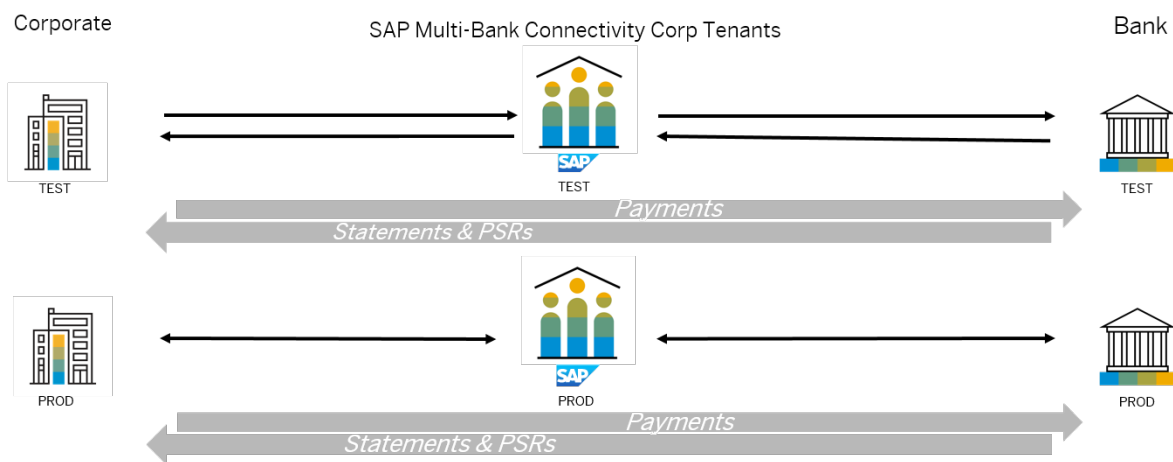 Corporate
SAP Multi-Bank Connectivity Corp Tenants
Bank
SAP
TEST
TEST
TEST
Payments
Statements & PSRs
SAP
PROD
PROD
PROD
Payments
Statements & PSRs